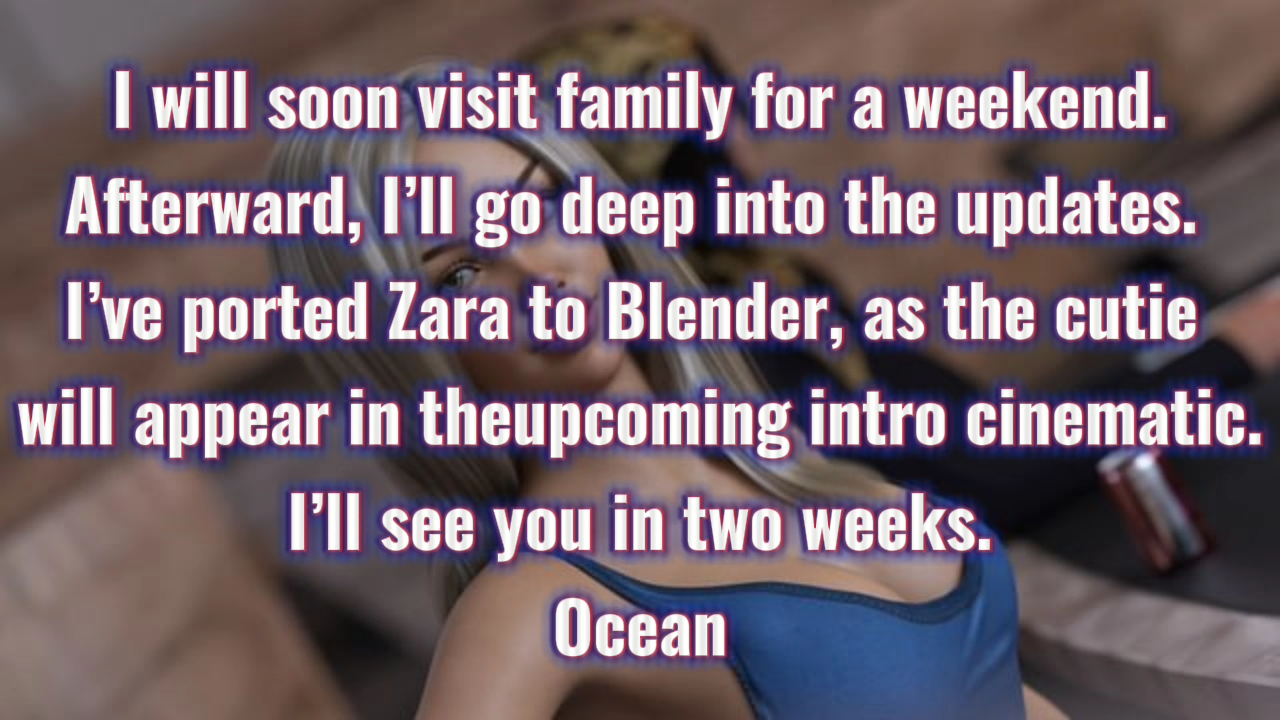 I will soon visit family for a weekend.
Afterward, I’ll go deep into the updates.
I’ve ported Zara to Blender, as the cutie
will appear in theupcoming intro cinematic.
I’ll see you in two weeks.
Ocean